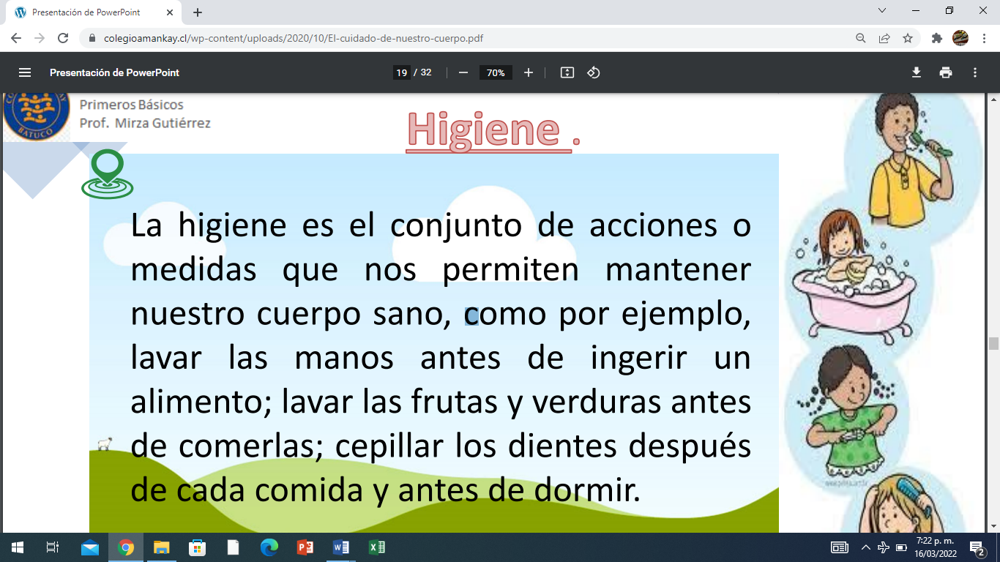 Presentación de PowerPoint
colegioamankay.cl/wp-content/uploads/2020/10/El-cuidado-de-nuestro-cuerpo.pdf
Presentación de PowerPoint
19 / 32
70%
Primeros Básicos
Prof. Mirza Gutiérrez
BATUCO
Higiene .
La higiene es el conjunto de acciones o
medidas que nos permiten mantener
nuestro cuerpo sano, como por ejemplo,
lavar las manos antes de ingerir un
alimento; lavar las frutas y verduras antes
de comerlas; cepillar los dientes después
de cada comida y antes de dormir.
7:22 p. m.
16/03/2022
2